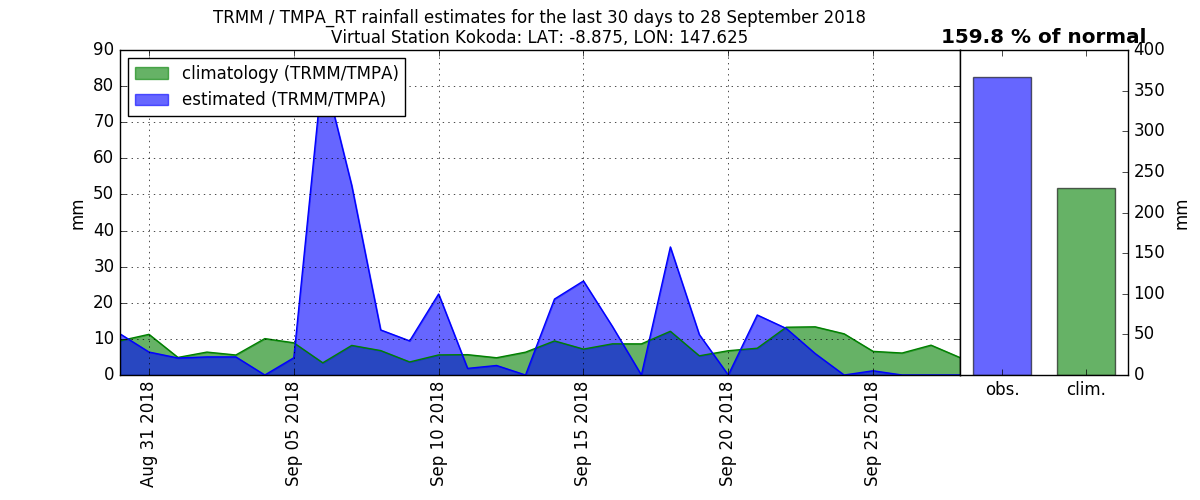 TRMM / TMPA_RT rainfall estimates for the last 30 days to 28 September 2018
Virtual Station Kokoda: LAT: -8.875, LON: 147.625
159.8 % of normal
climatology (TRMM/TMPA)
estimated (TRMM/TMPA)
mm
90
80
70
60
50
40
30
20
10
0
Aug 31 2018
Sep 05 2018
Sep 10 2018
Sep 15 2018
Sep 20 2018
Sep 25 2018
400
350
300
250
200
150
100
50
0
mm
obs.
clim.